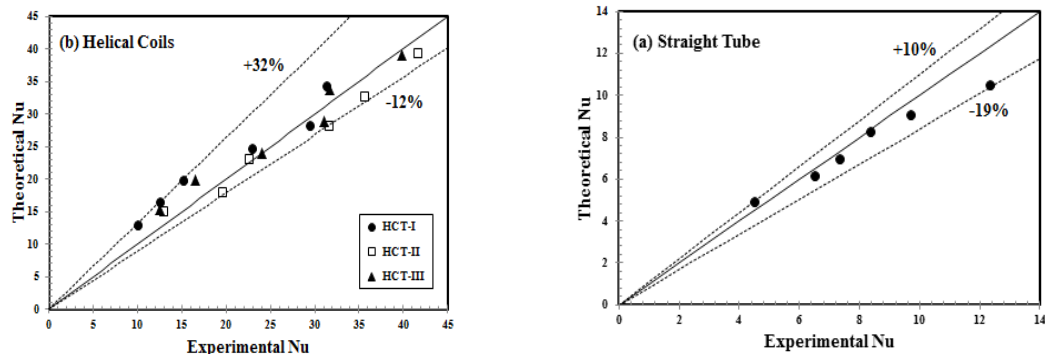 (b) Helical Coils
+32%
-12%
HCT-I
HCT-II
HCT-III
Theoretical Nu
45
40
35
30
25
20
15
10
5
0
0 5 10 15 20 25 30 35 40 45
Experimental Nu
(a) Straight Tube
+10%
-19%
Theoretical Nu
14
12
10
8
6
4
2
0
0 2 4 6 8 10 12 14
Experimental Nu